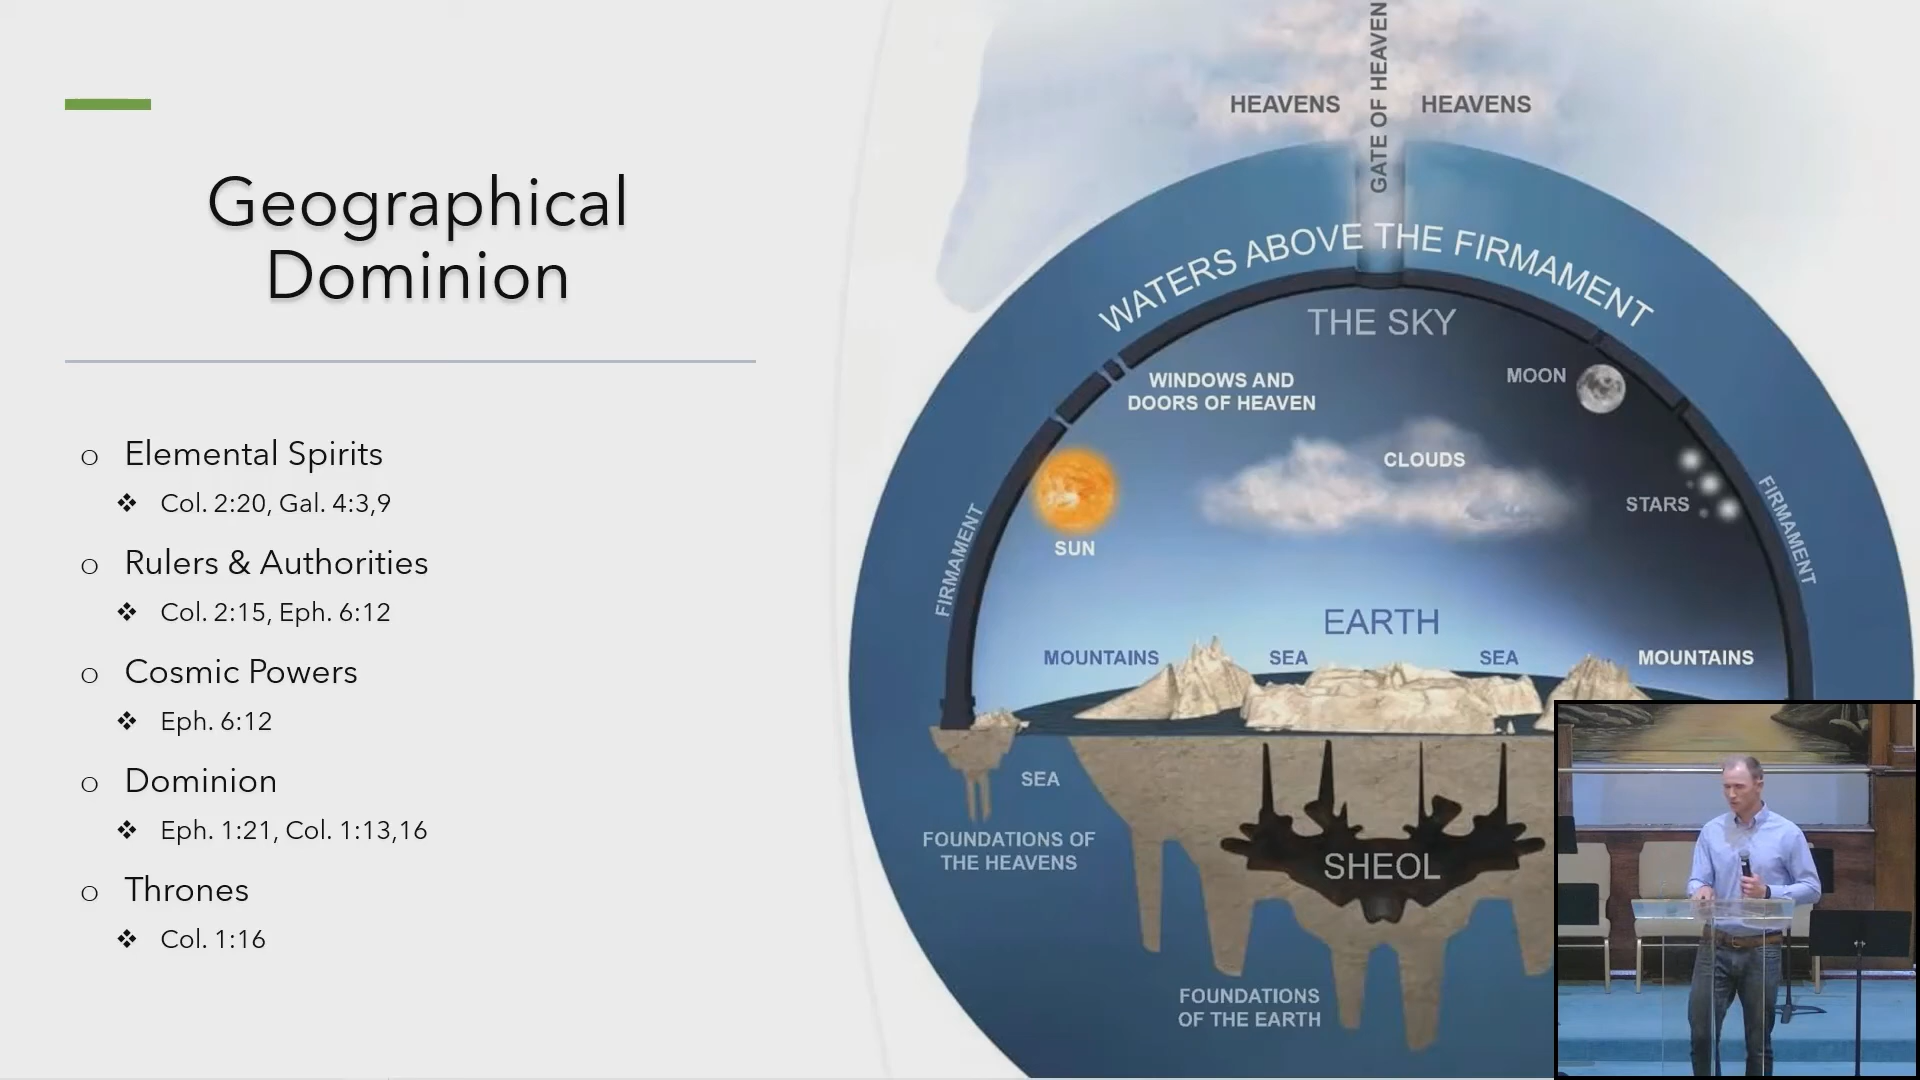 Geographical
Dominion
o Elemental Spirits
❖ Col. 2:20, Gal. 4:3,9
o Rulers & Authorities
❖ Col. 2:15, Eph. 6:12
o Cosmic Powers
❖ Eph. 6:12
o Dominion
❖ Eph. 1:21, Col. 1:13,16
o Thrones
❖ Col. 1:16
GATE OF HEAVEN
HEAVENS
HEAVENS
WATERS ABOVE THE FIRMAMENT
THE SKY
WINDOWS AND
DOORS OF HEAVEN
MOON
CLOUDS
STARS
SUN
FIRMAMENT
FIRMAMENT
EARTH
MOUNTAINS
SEA
SEA
MOUNTAINS
SEA
FOUNDATIONS OF
THE HEAVENS
SHEOL
FOUNDATIONS
OF THE EARTH